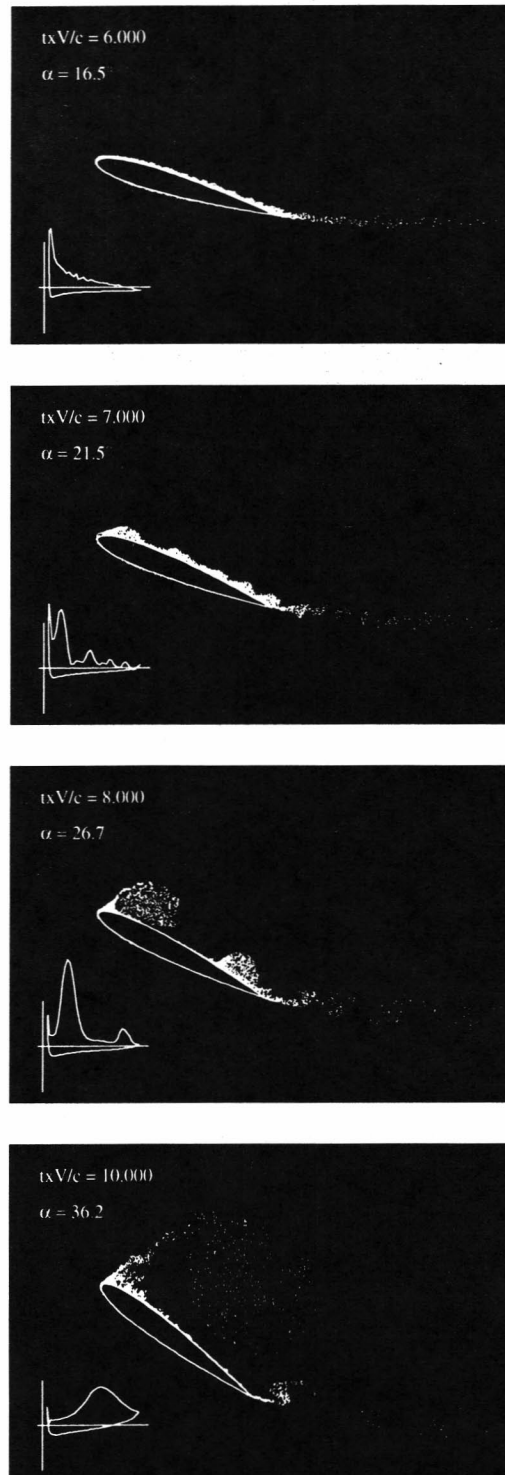 txV/c = 6.000
α = 16.5
txV/c = 7.000
α = 21.5
txV/c = 8.000
α = 26.7
txV/c = 10.000
α = 36.2